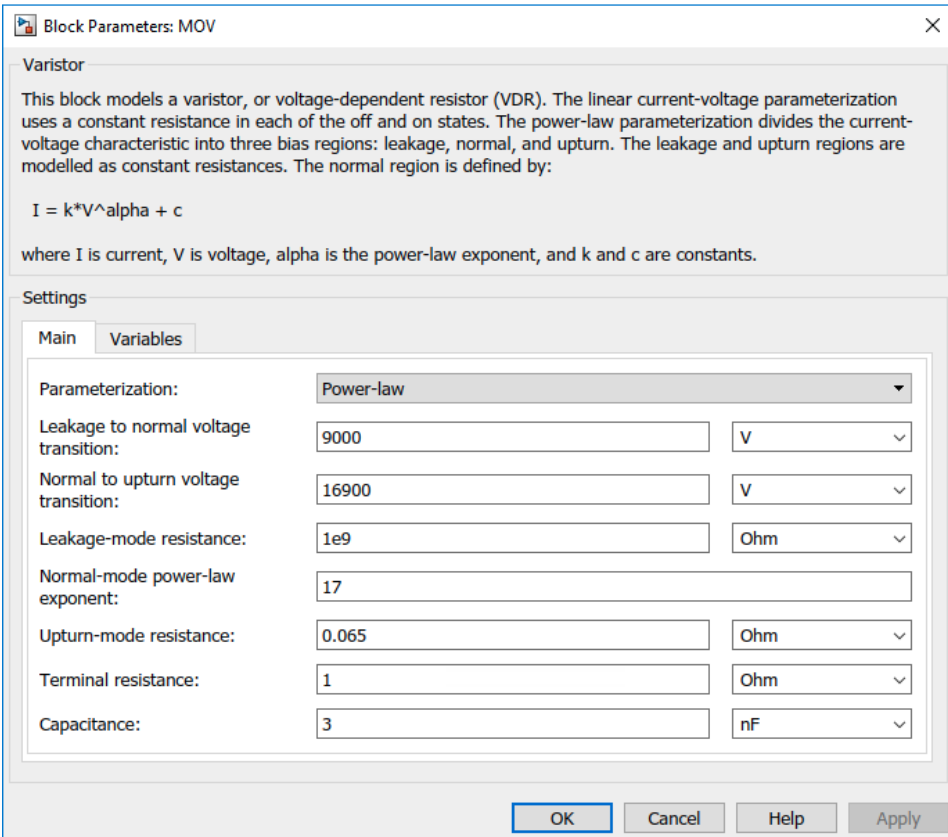 Block Parameters: MOV
Varistor
This block models a varistor, or voltage-dependent resistor (VDR). The linear current-voltage parameterization
uses a constant resistance in each of the off and on states. The power-law parameterization divides the current-
voltage characteristic into three bias regions: leakage, normal, and upturn. The leakage and upturn regions are
modelled as constant resistances. The normal region is defined by:
I = k*V^alpha + c
where I is current, V is voltage, alpha is the power-law exponent, and k and c are constants.
Settings
Main Variables
Parameterization: Power-law
Leakage to normal voltage
transition: 9000 V
Normal to upturn voltage
transition: 16900 V
Leakage-mode resistance: 1e9 Ohm
Normal-mode power-law
exponent: 17
Upturn-mode resistance: 0.065 Ohm
Terminal resistance: 1 Ohm
Capacitance: 3 nF
OK Cancel Help Apply